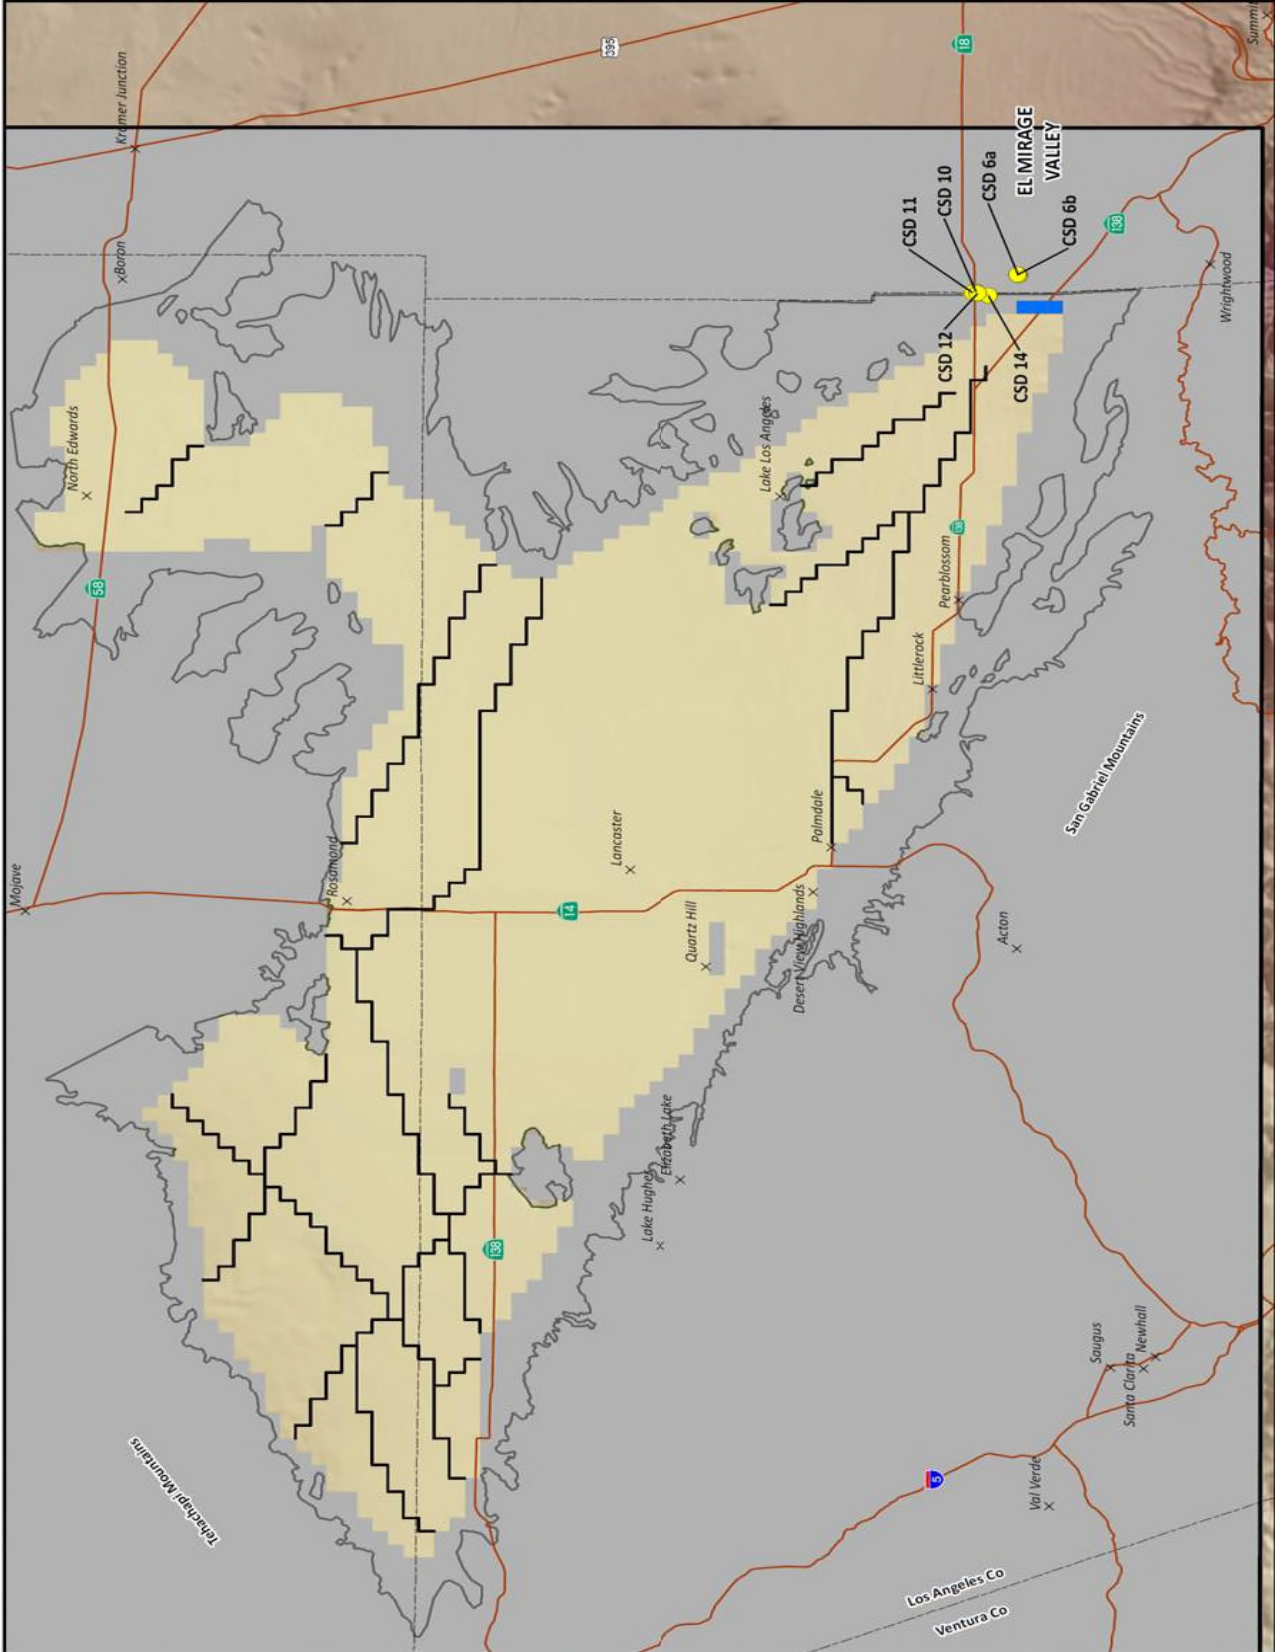 Summit
395
18
Kramer Junction
Boron
CSD 11
CSD 10
CSD 6a
EL MIRAGE
VALLEY
CSD 6b
138
Wrightwood
CSD 12
CSD 14
North Edwards
Lake Los Angeles
58
138
Pearblossom
Littlerock
San Gabriel Mountains
Mojave
Rosamond
Lancaster
Palmdale
14
Quartz Hill
Desert View Highlands
Acton
Elizabeth Lake
Lake Hughes
138
Saugus
Newhall
Santa Clarita
Tehachapi Mountains
5
Val Verde
Los Angeles Co
Ventura Co